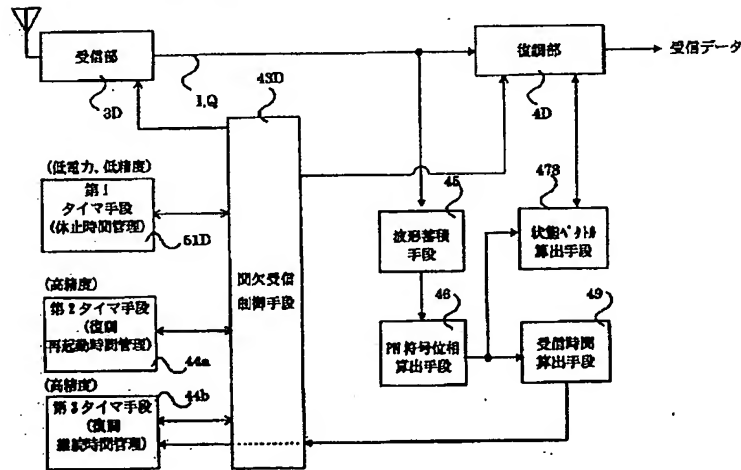 受信部
3D
I,Q
43D
復調部
4D
受信データ
(低電力、低精度)
第1
タイマ手段
(休止時間管理)
51D
45
波形蓄積
手段
478
状態ベクトル
算出手段
間欠受信
制御手段
(高精度)
第2タイマ手段
(復調
再起動時間管理)
44a
46
PN符号位相
算出手段
49
受信時間
算出手段
(高精度)
44b
第3タイマ手段
(復調
継続時間管理)